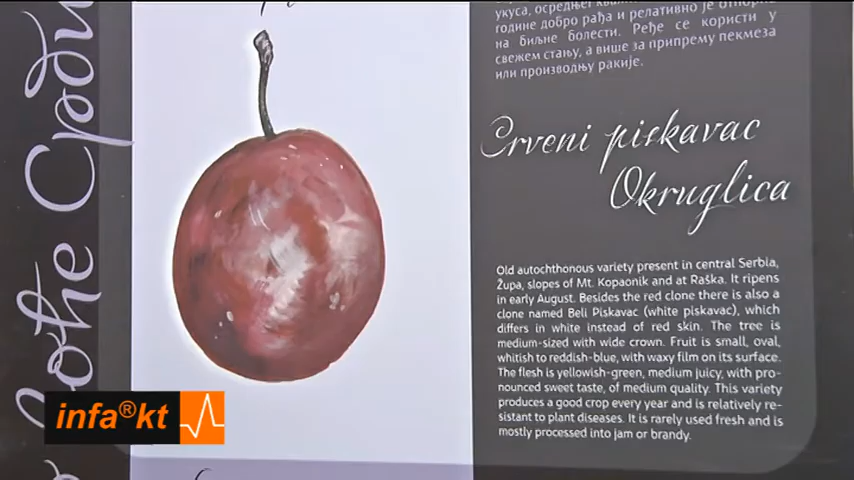 воће Србије
укуса, осредњег
године добро рађа и релативно је отпорна
на биљне болести. Ређе се користи у
свежем стању, а више за припрему пекмеза
или производњу ракије.
Crveni piskavac
Okruglica
Old autochthonous variety present in central Serbia,
Župa, slopes of Mt. Kopaonik and at Raška. It ripens
in early August. Besides the red clone there is also a
clone named Beli Piskavac (white piskavac), which
differs in white instead of red skin. The tree is
medium-sized with wide crown. Fruit is small, oval,
whitish to reddish-blue, with waxy film on its surface.
The flesh is yellowish-green, medium juicy, with pro-
nounced sweet taste, of medium quality. This variety
produces a good crop every year and is relatively re-
sistant to plant diseases. It is rarely used fresh and is
mostly processed into jam or brandy.
infa®kt